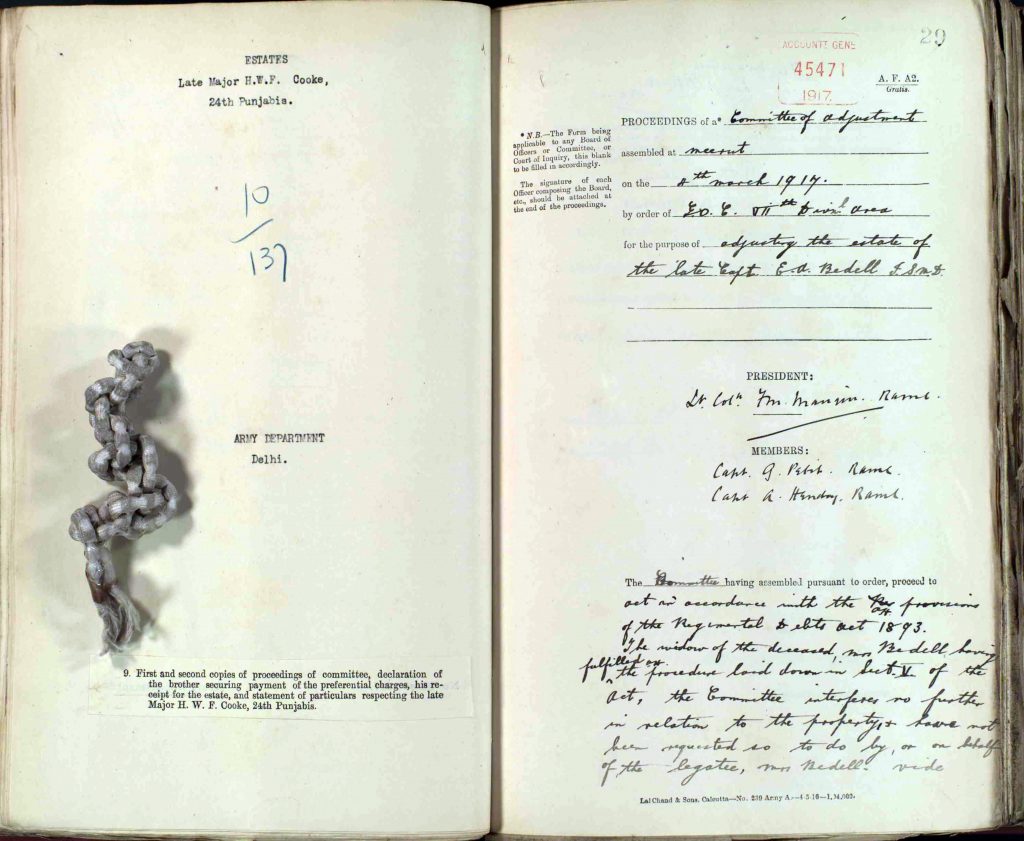 ESTATES
Late Major H.W.F. Cooke,
24th Punjabis.
10
137
ARMY DEPARTMENT
Delhi.
9. First and second copies of proceedings of committee, declaration of
the brother securing payment of the preferential charges, his re-
ceipt for the estate, and statement of particulars respecting the late
Major H. W. F. Cooke, 24th Punjabis.
29
ACCOUNTT GENL
45471
1917
A. F. A2.
Gratis.
* N.B.—The Form being
applicable to any Board of
Officers or Committee, or
Court of Inquiry, this blank
to be filled in accordingly.
The signature of each
Officer composing the Board,
etc., should be attached at
the end of the proceedings.
PROCEEDINGS of a* Committee of adjustment
assembled at meerut
on the 8th march 1917.
by order of G.O.C. VIIth Divnl area
for the purpose of adjusting the estate of
the late Capt. E.A. Bedell I.S.M.D.
PRESIDENT:
Lt. Coln F.M. Mangin. RAMC.
MEMBERS:
Capt. G. Petit. RAMC.
Capt A. Hendry. RAMC.
The Committee having assembled pursuant to order, proceed to
act in accordance with the provisions
of the Regimental Debts Act 1893.
The widow of the deceased, Mrs Bedell, having
fulfilled
the procedure laid down in Sect. V of the
Act, the Committee interferes no further
in relation to the property, & have not
been requested so to do by, or on behalf
of, the legatee, Mrs Bedell. vide
Lal Chand & Sons, Calcutta—No. 239 Army A.—4-5-16—1,14,000.